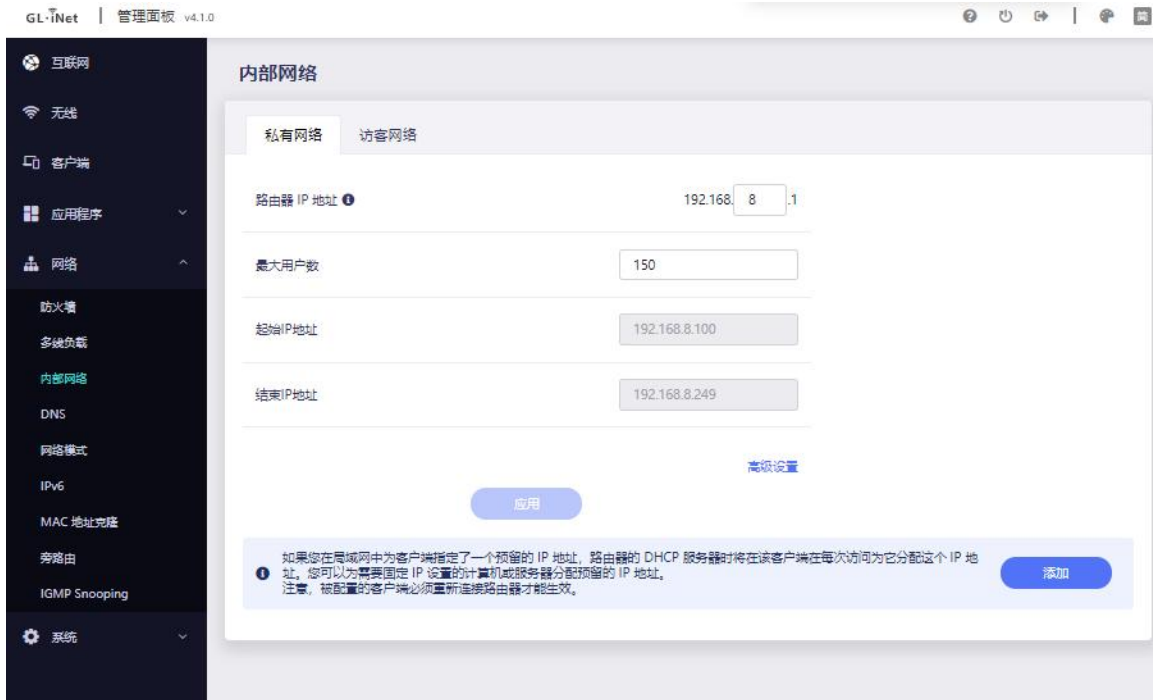 GL·iNet | 管理面板 v4.1.0
简
互联网
无线
客户端
应用程序
网络
防火墙
多线负载
内部网络
DNS
网络模式
IPv6
MAC 地址克隆
旁路由
IGMP Snooping
系统
内部网络
私有网络 访客网络
路由器 IP 地址 192.168. 8 .1
最大用户数 150
起始IP地址 192.168.8.100
结束IP地址 192.168.8.249
高级设置
应用
如果您在局域网中为客户端指定了一个预留的 IP 地址，路由器的 DHCP 服务器时将在该客户端在每次访问为它分配这个 IP 地
址。您可以为需要固定 IP 设置的计算机或服务器分配预留的 IP 地址。
注意，被配置的客户端必须重新连接路由器才能生效。
添加